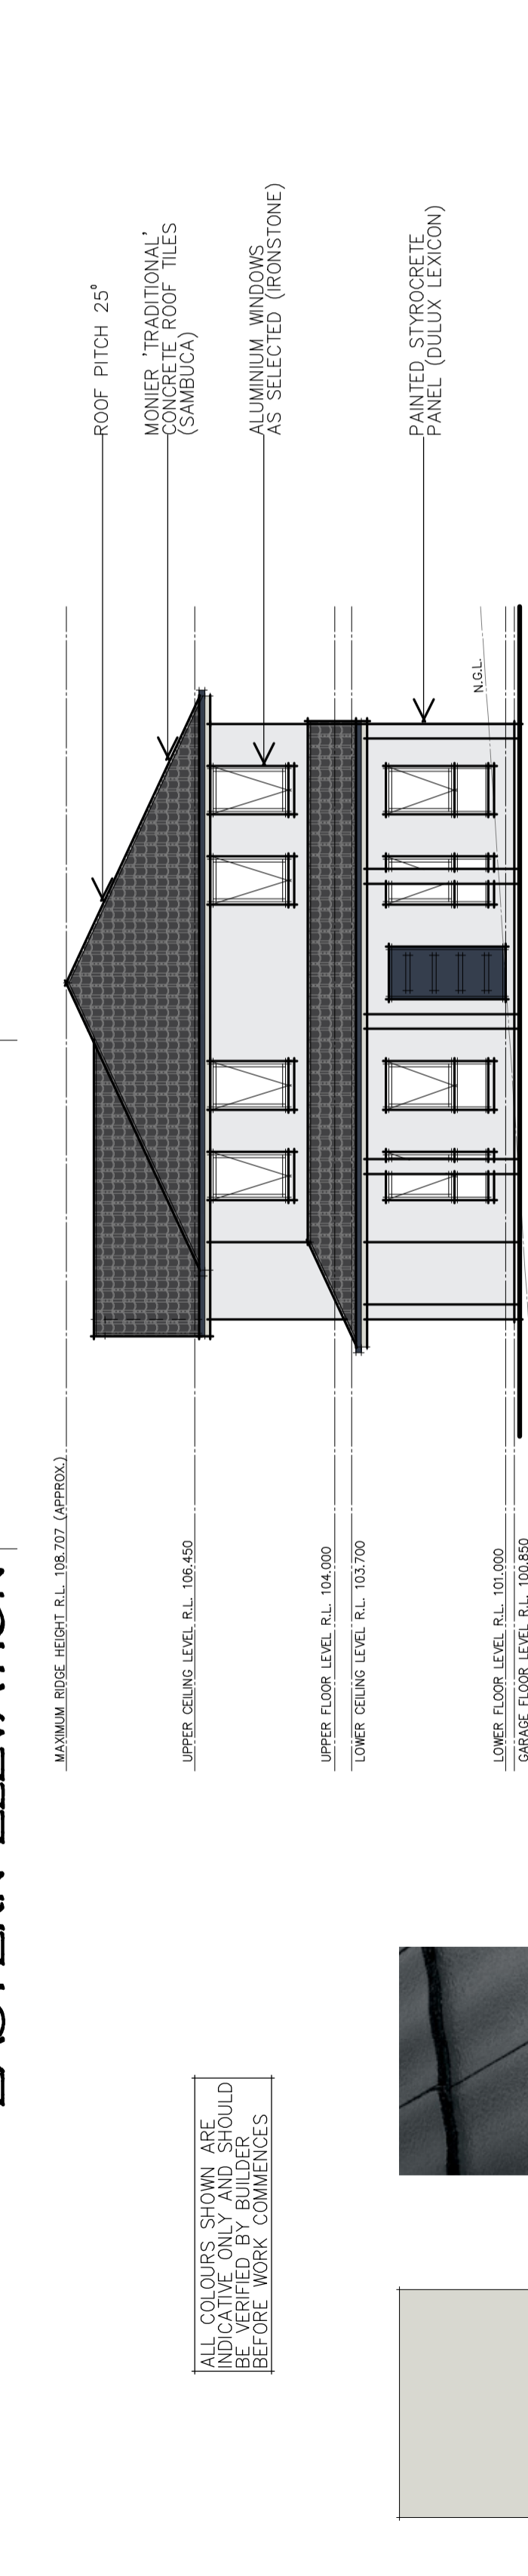 ROOF PITCH 25°
MONIER 'TRADITIONAL'
CONCRETE ROOF TILES
(SAMBUCA)
ALUMINIUM WINDOWS
AS SELECTED (IRONSTONE)
PAINTED STYROCRETE
PANEL (DULUX LEXICON)
N.G.L.
MAXIMUM RIDGE HEIGHT R.L. 108.707 (APPROX.)
UPPER CEILING LEVEL R.L. 106.450
UPPER FLOOR LEVEL R.L. 104.000
LOWER CEILING LEVEL R.L. 103.700
LOWER FLOOR LEVEL R.L. 101.000
GARAGE FLOOR LEVEL R.L. 100.850
ALL COLOURS SHOWN ARE
INDICATIVE ONLY AND SHOULD
BE VERIFIED BY BUILDER
BEFORE WORK COMMENCES